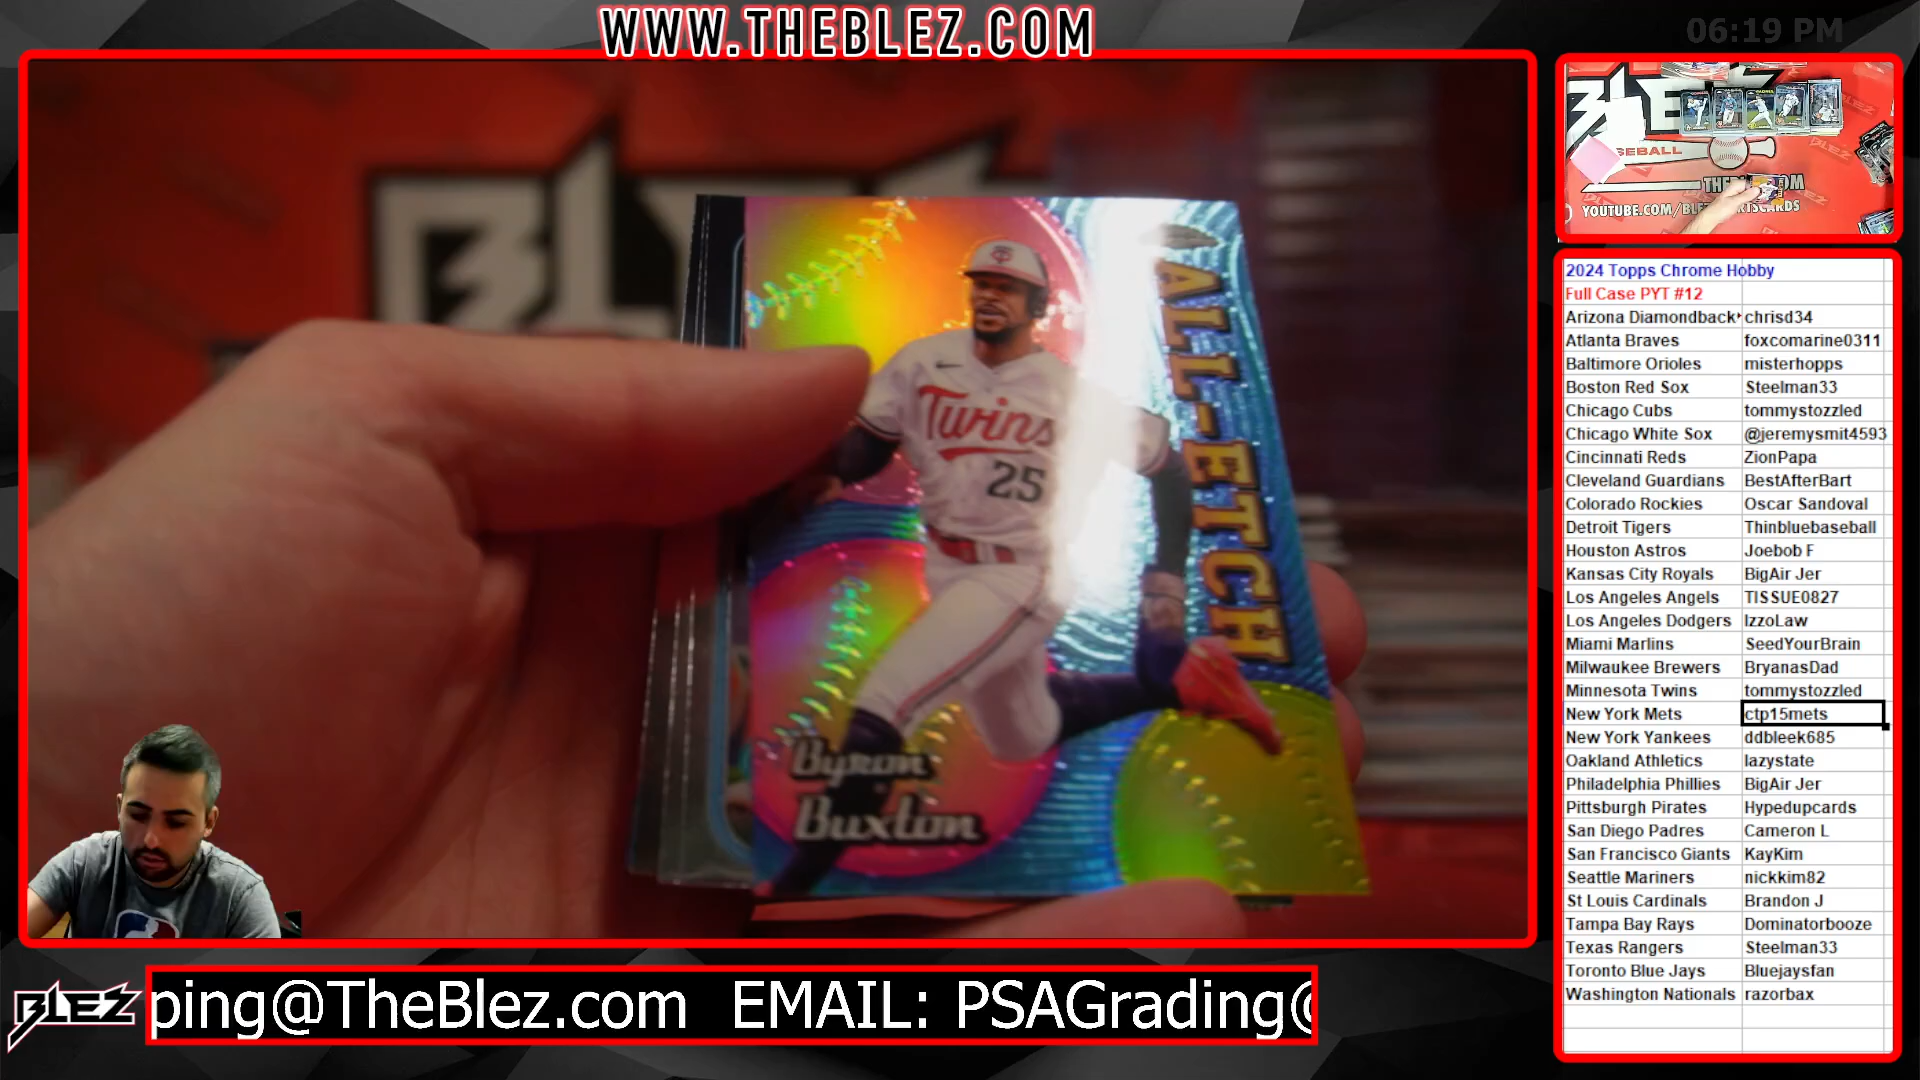 WWW.THEBLEZ.COM
06:19 PM
BLEZ
ALL-ETCH
Twins
25
Byron
Buxton
BLEZ
SEBALL
YOUTUBE.COM/BLE
2024 Topps Chrome Hobby
Full Case PYT #12
Arizona Diamondback chrisd34
Atlanta Braves foxcomarine0311
Baltimore Orioles misterhopps
Boston Red Sox Steelman33
Chicago Cubs tommystozzled
Chicago White Sox @jeremysmit4593
Cincinnati Reds ZionPapa
Cleveland Guardians BestAfterBart
Colorado Rockies Oscar Sandoval
Detroit Tigers Thinbluebaseball
Houston Astros Joebob F
Kansas City Royals BigAir Jer
Los Angeles Angels TISSUE0827
Los Angeles Dodgers IzzoLaw
Miami Marlins SeedYourBrain
Milwaukee Brewers BryanasDad
Minnesota Twins tommystozzled
New York Mets ctp15mets
New York Yankees ddbleek685
Oakland Athletics lazystate
Philadelphia Phillies BigAir Jer
Pittsburgh Pirates Hypedupcards
San Diego Padres Cameron L
San Francisco Giants KayKim
Seattle Mariners nickkim82
St Louis Cardinals Brandon J
Tampa Bay Rays Dominatorbooze
Texas Rangers Steelman33
Toronto Blue Jays Bluejaysfan
Washington Nationals razorbax
BLEZ
ping@TheBlez.com EMAIL: PSAGrading@